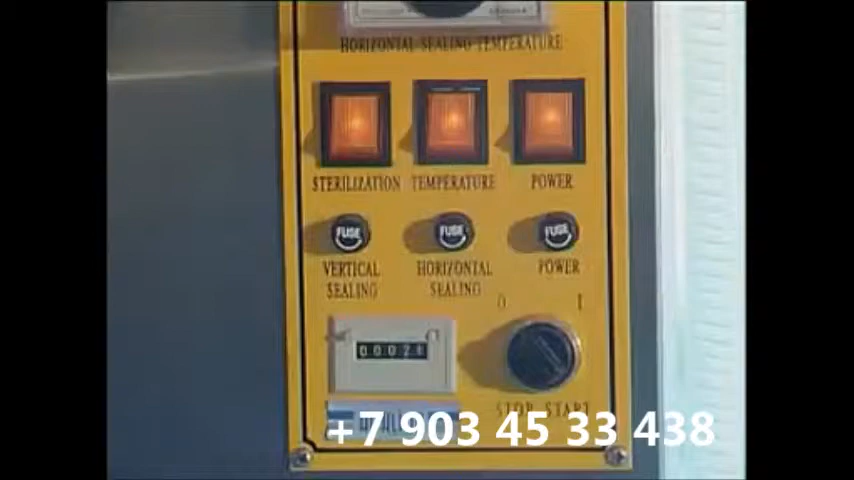 HORIZONTAL SEALING TEMPERATURE
STERILIZATION TEMPERATURE POWER
FUSE FUSE FUSE
VERTICAL SEALING
HORIZONTAL SEALING
POWER
0 I
STOP START
+7 903 45 33 438